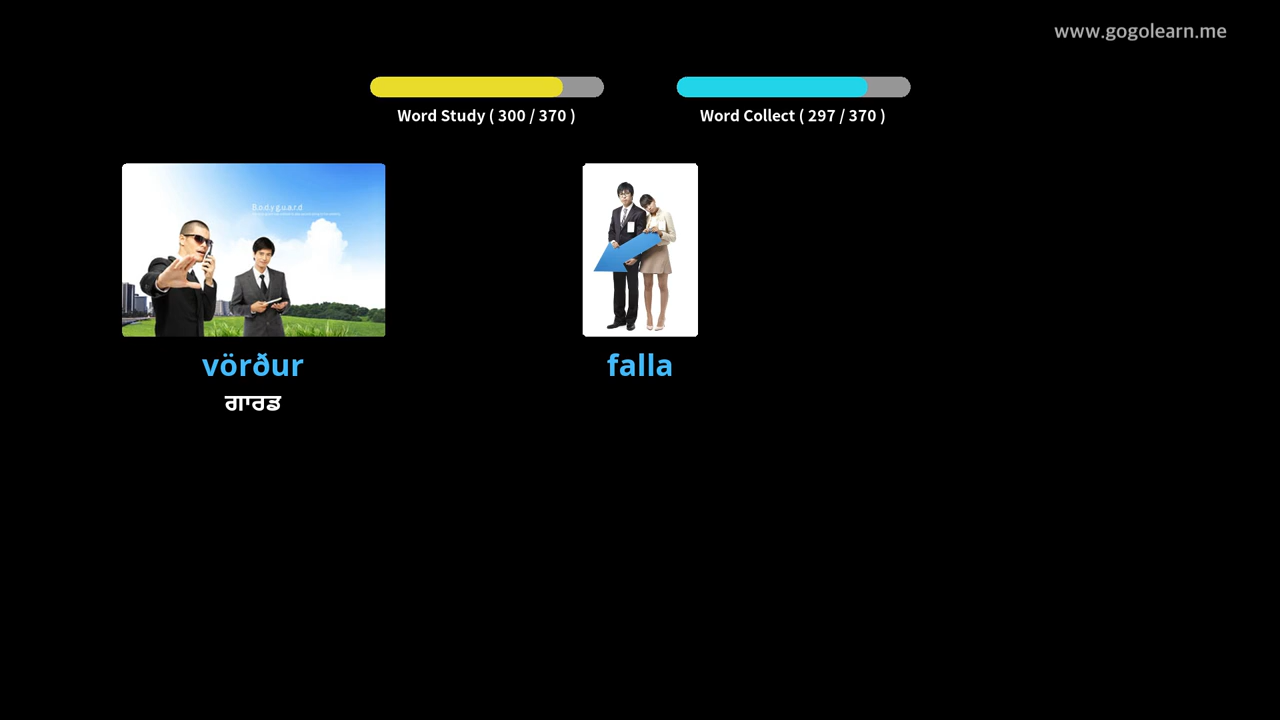 www.gogolearn.me
Word Study ( 300 / 370 )
Word Collect ( 297 / 370 )
Bodyguard
vörður
falla
ਗਾਰਡ